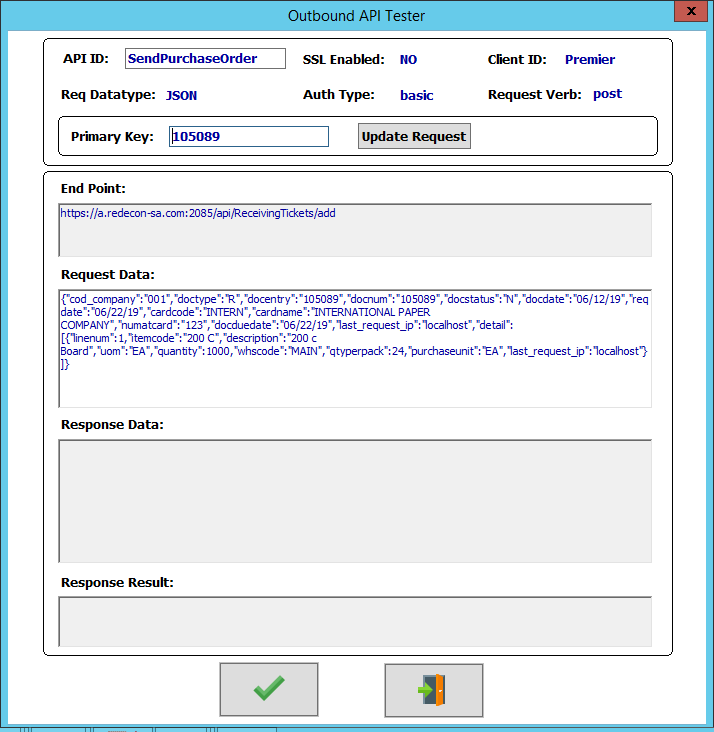 Outbound API Tester
x
API ID: SendPurchaseOrder SSL Enabled: NO Client ID: Premier
Req Datatype: JSON Auth Type: basic Request Verb: post
Primary Key: 105089 Update Request
End Point:
https://a.redecon-sa.com:2085/api/ReceivingTickets/add
Request Data:
{"cod_company":"001","doctype":"R","docentry":"105089","docnum":"105089","docstatus":"N","docdate":"06/12/19","req
date":"06/22/19","cardcode":"INTERN","cardname":"INTERNATIONAL PAPER
COMPANY","numatcard":"123","docduedate":"06/22/19","last_request_ip":"localhost","detail":
[{"linenum":1,"itemcode":"200 C","description":"200 c
Board","uom":"EA","quantity":1000,"whscode":"MAIN","qtyperpack":24,"purchaseunit":"EA","last_request_ip":"localhost"}
]}
Response Data:
Response Result: